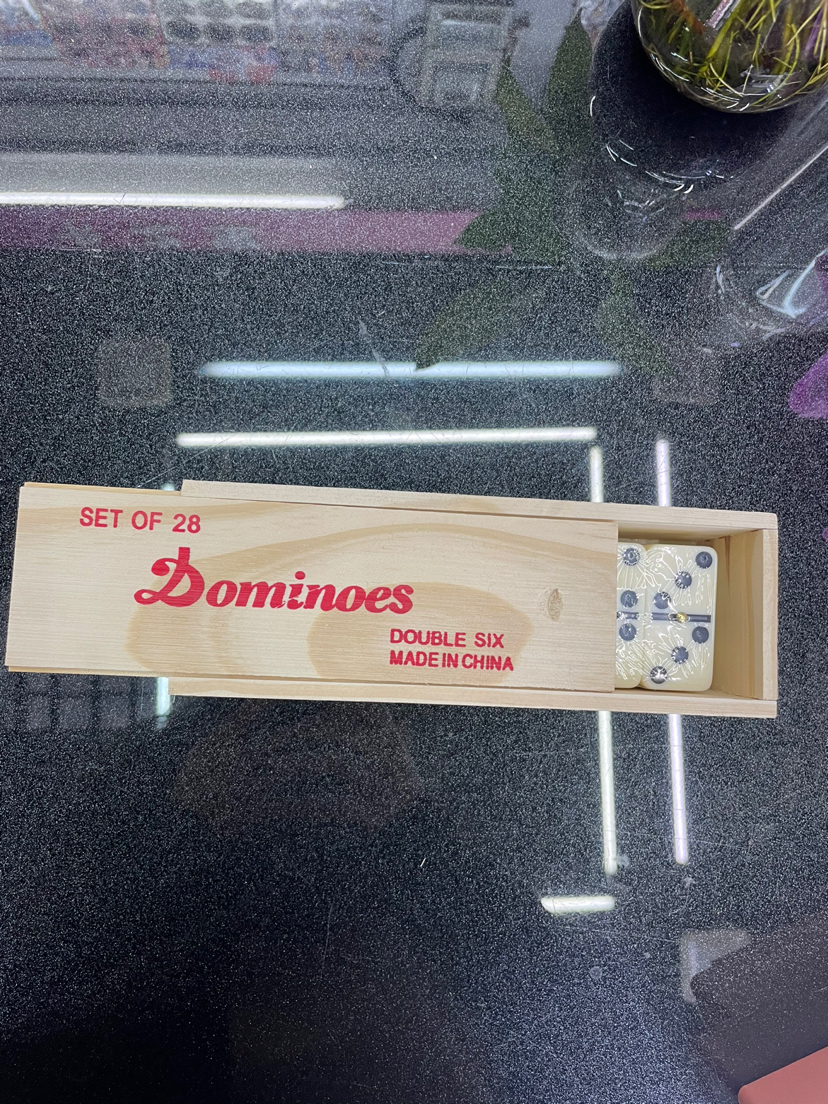 SET OF 28
Dominoes
DOUBLE SIX
MADE IN CHINA